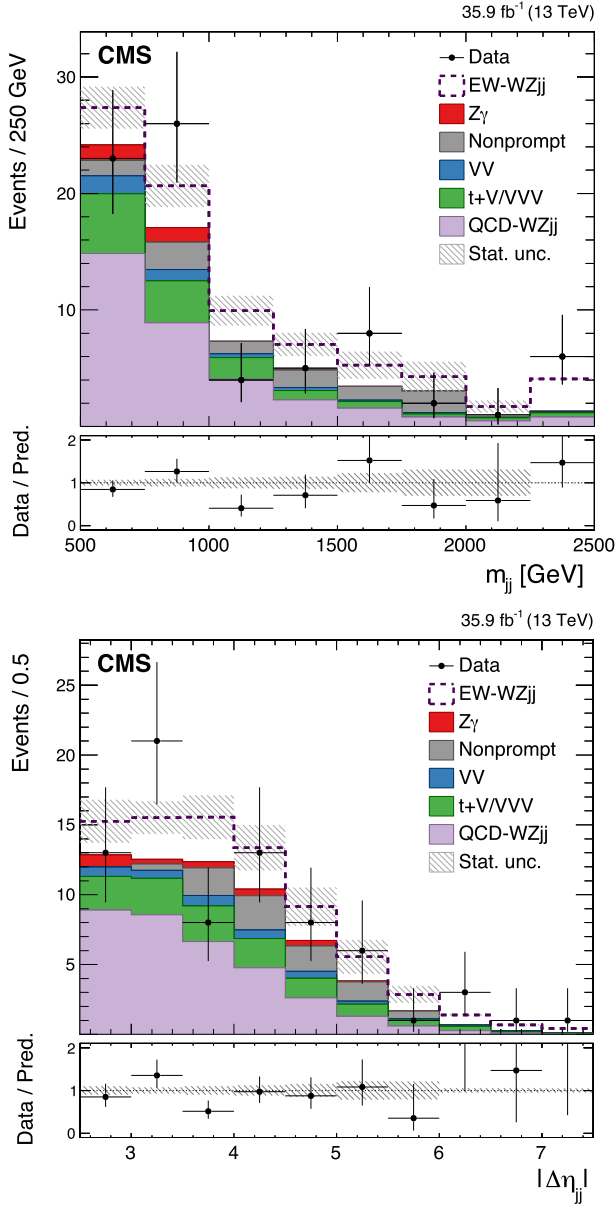 35.9 fb⁻¹ (13 TeV)
CMS
Events / 250 GeV
30
20
10
Data
EW-WZjj
Zγ
Nonprompt
VV
t+V/VVV
QCD-WZjj
Stat. unc.
Data / Pred.
2
1
0
500 1000 1500 2000 2500
m_jj [GeV]
35.9 fb⁻¹ (13 TeV)
CMS
Events / 0.5
25
20
15
10
5
Data
EW-WZjj
Zγ
Nonprompt
VV
t+V/VVV
QCD-WZjj
Stat. unc.
Data / Pred.
2
1
0
3 4 5 6 7
|Δη_jj|